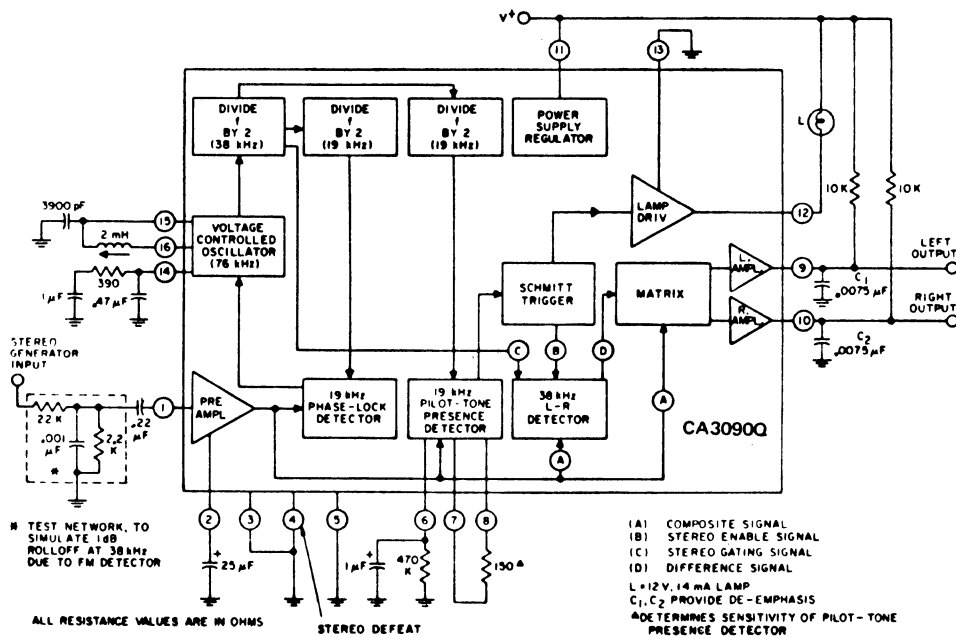 V+
11
13
DIVIDE
f
BY 2
(38 kHz)
DIVIDE
f
BY 2
(19 kHz)
DIVIDE
f
BY 2
(19 kHz)
POWER
SUPPLY
REGULATOR
L
10K
10K
3900 pF
15
2 mH
16
VOLTAGE
CONTROLLED
OSCILLATOR
(76 kHz)
14
390
1 µF
.47 µF
LAMP
DRIV
12
SCHMITT
TRIGGER
MATRIX
L.
AMPL.
9
LEFT
OUTPUT
C1
.0075 µF
R.
AMPL.
10
RIGHT
OUTPUT
C2
.0075 µF
C
B
D
A
STEREO
GENERATOR
INPUT
22 K
.001
µF
2.2
K
*
.22
µF
1
PRE
AMPL
19 kHz
PHASE-LOCK
DETECTOR
19 kHz
PILOT-TONE
PRESENCE
DETECTOR
38 kHz
L-R
DETECTOR
CA3090Q
A
2
3
4
5
6
7
8
* TEST NETWORK, TO
SIMULATE 1dB
ROLLOFF AT 38 kHz
DUE TO FM DETECTOR
+
25 µF
+
1 µF
470
K
150 △
(A) COMPOSITE SIGNAL
(B) STEREO ENABLE SIGNAL
(C) STEREO GATING SIGNAL
(D) DIFFERENCE SIGNAL
L = 12 V, 14 mA LAMP
C1, C2 PROVIDE DE-EMPHASIS
△DETERMINES SENSITIVITY OF PILOT-TONE
PRESENCE DETECTOR
ALL RESISTANCE VALUES ARE IN OHMS
STEREO DEFEAT